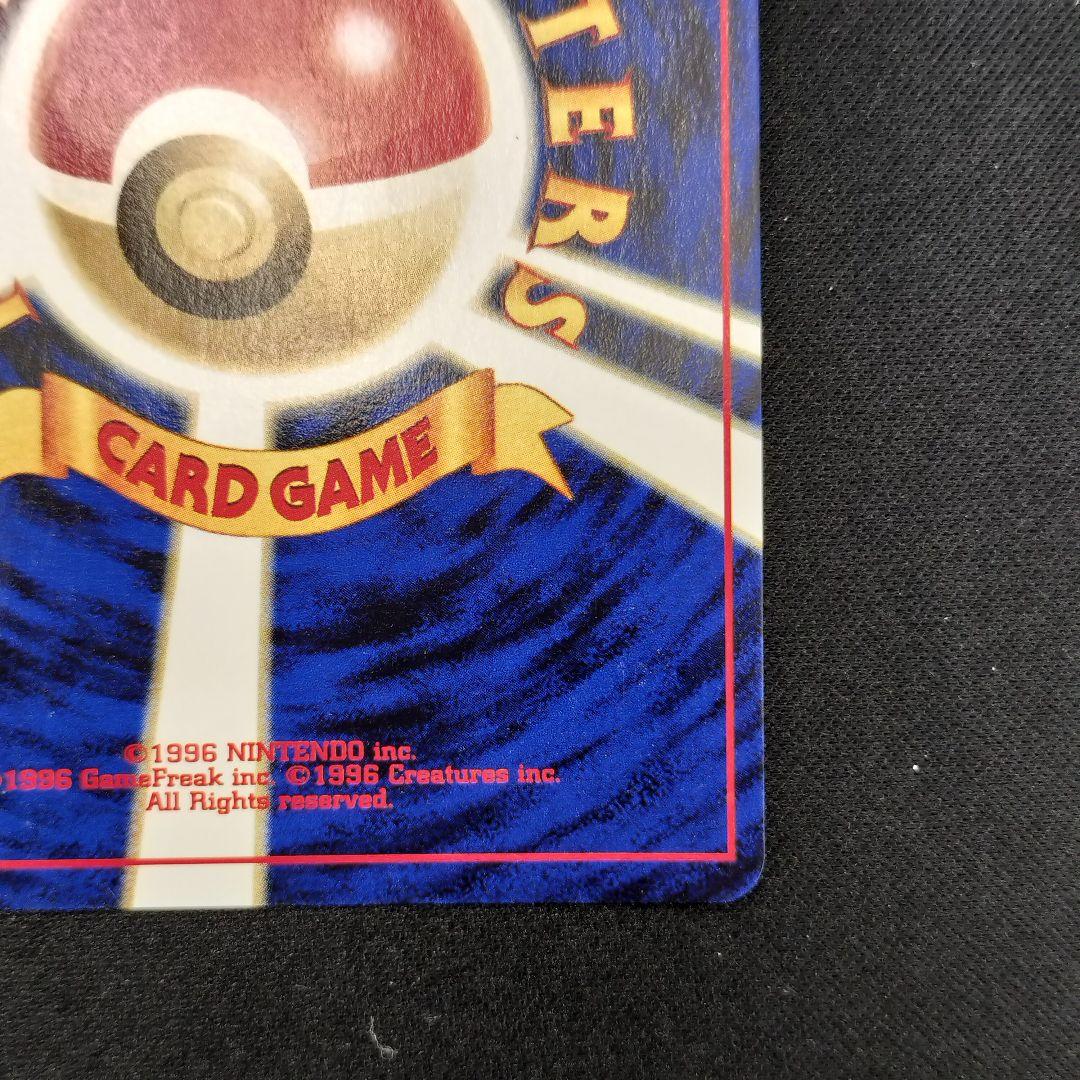 TERS
CARD GAME
©1996 NINTENDO inc.
©1996 GameFreak inc. ©1996 Creatures inc.
All Rights reserved.